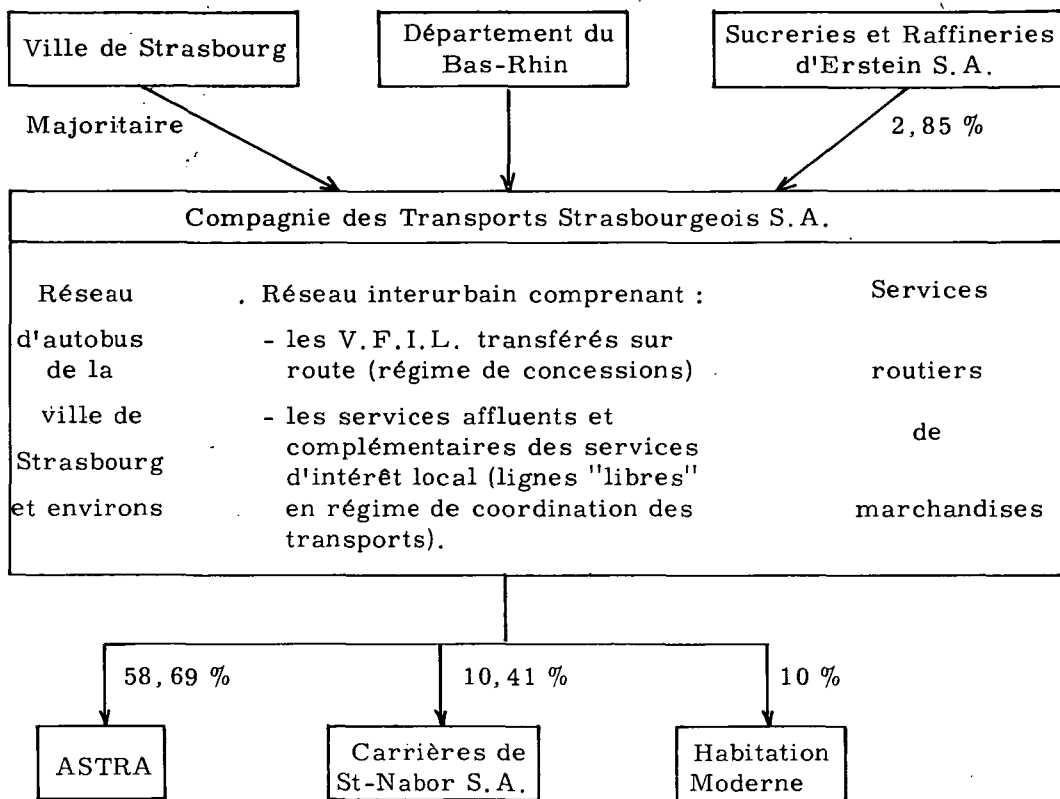 Ville de Strasbourg
Département du
Bas-Rhin
Sucreries et Raffineries
d'Erstein S.A.
Majoritaire
2,85 %
Compagnie des Transports Strasbourgeois S.A.
Réseau
d'autobus
de la
ville de
Strasbourg
et environs
. Réseau interurbain comprenant :
- les V.F.I.L. transférés sur
route (régime de concessions)
- les services affluents et
complémentaires des services
d'intérêt local (lignes "libres"
en régime de coordination des
transports).
Services
routiers
de
marchandises
58,69 %
10,41 %
10 %
ASTRA
Carrières de
St-Nabor S.A.
Habitation
Moderne